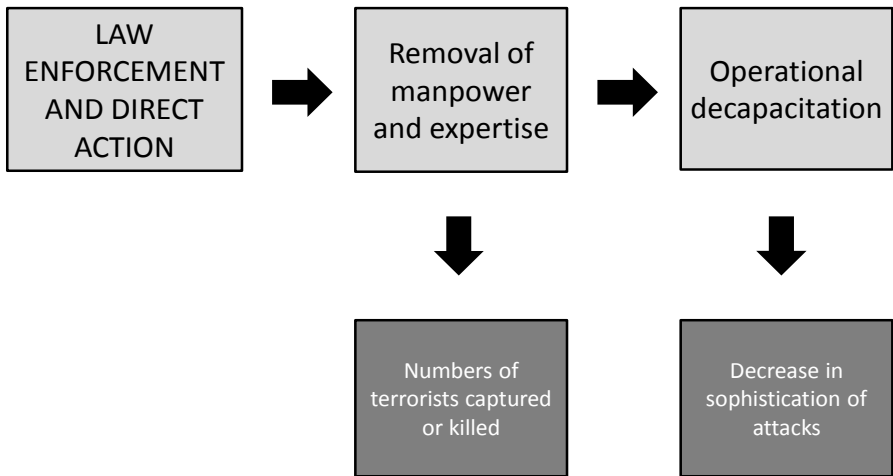 LAW
ENFORCEMENT
AND DIRECT
ACTION
Removal of
manpower
and expertise
Operational
decapacitation
Numbers of
terrorists captured
or killed
Decrease in
sophistication of
attacks